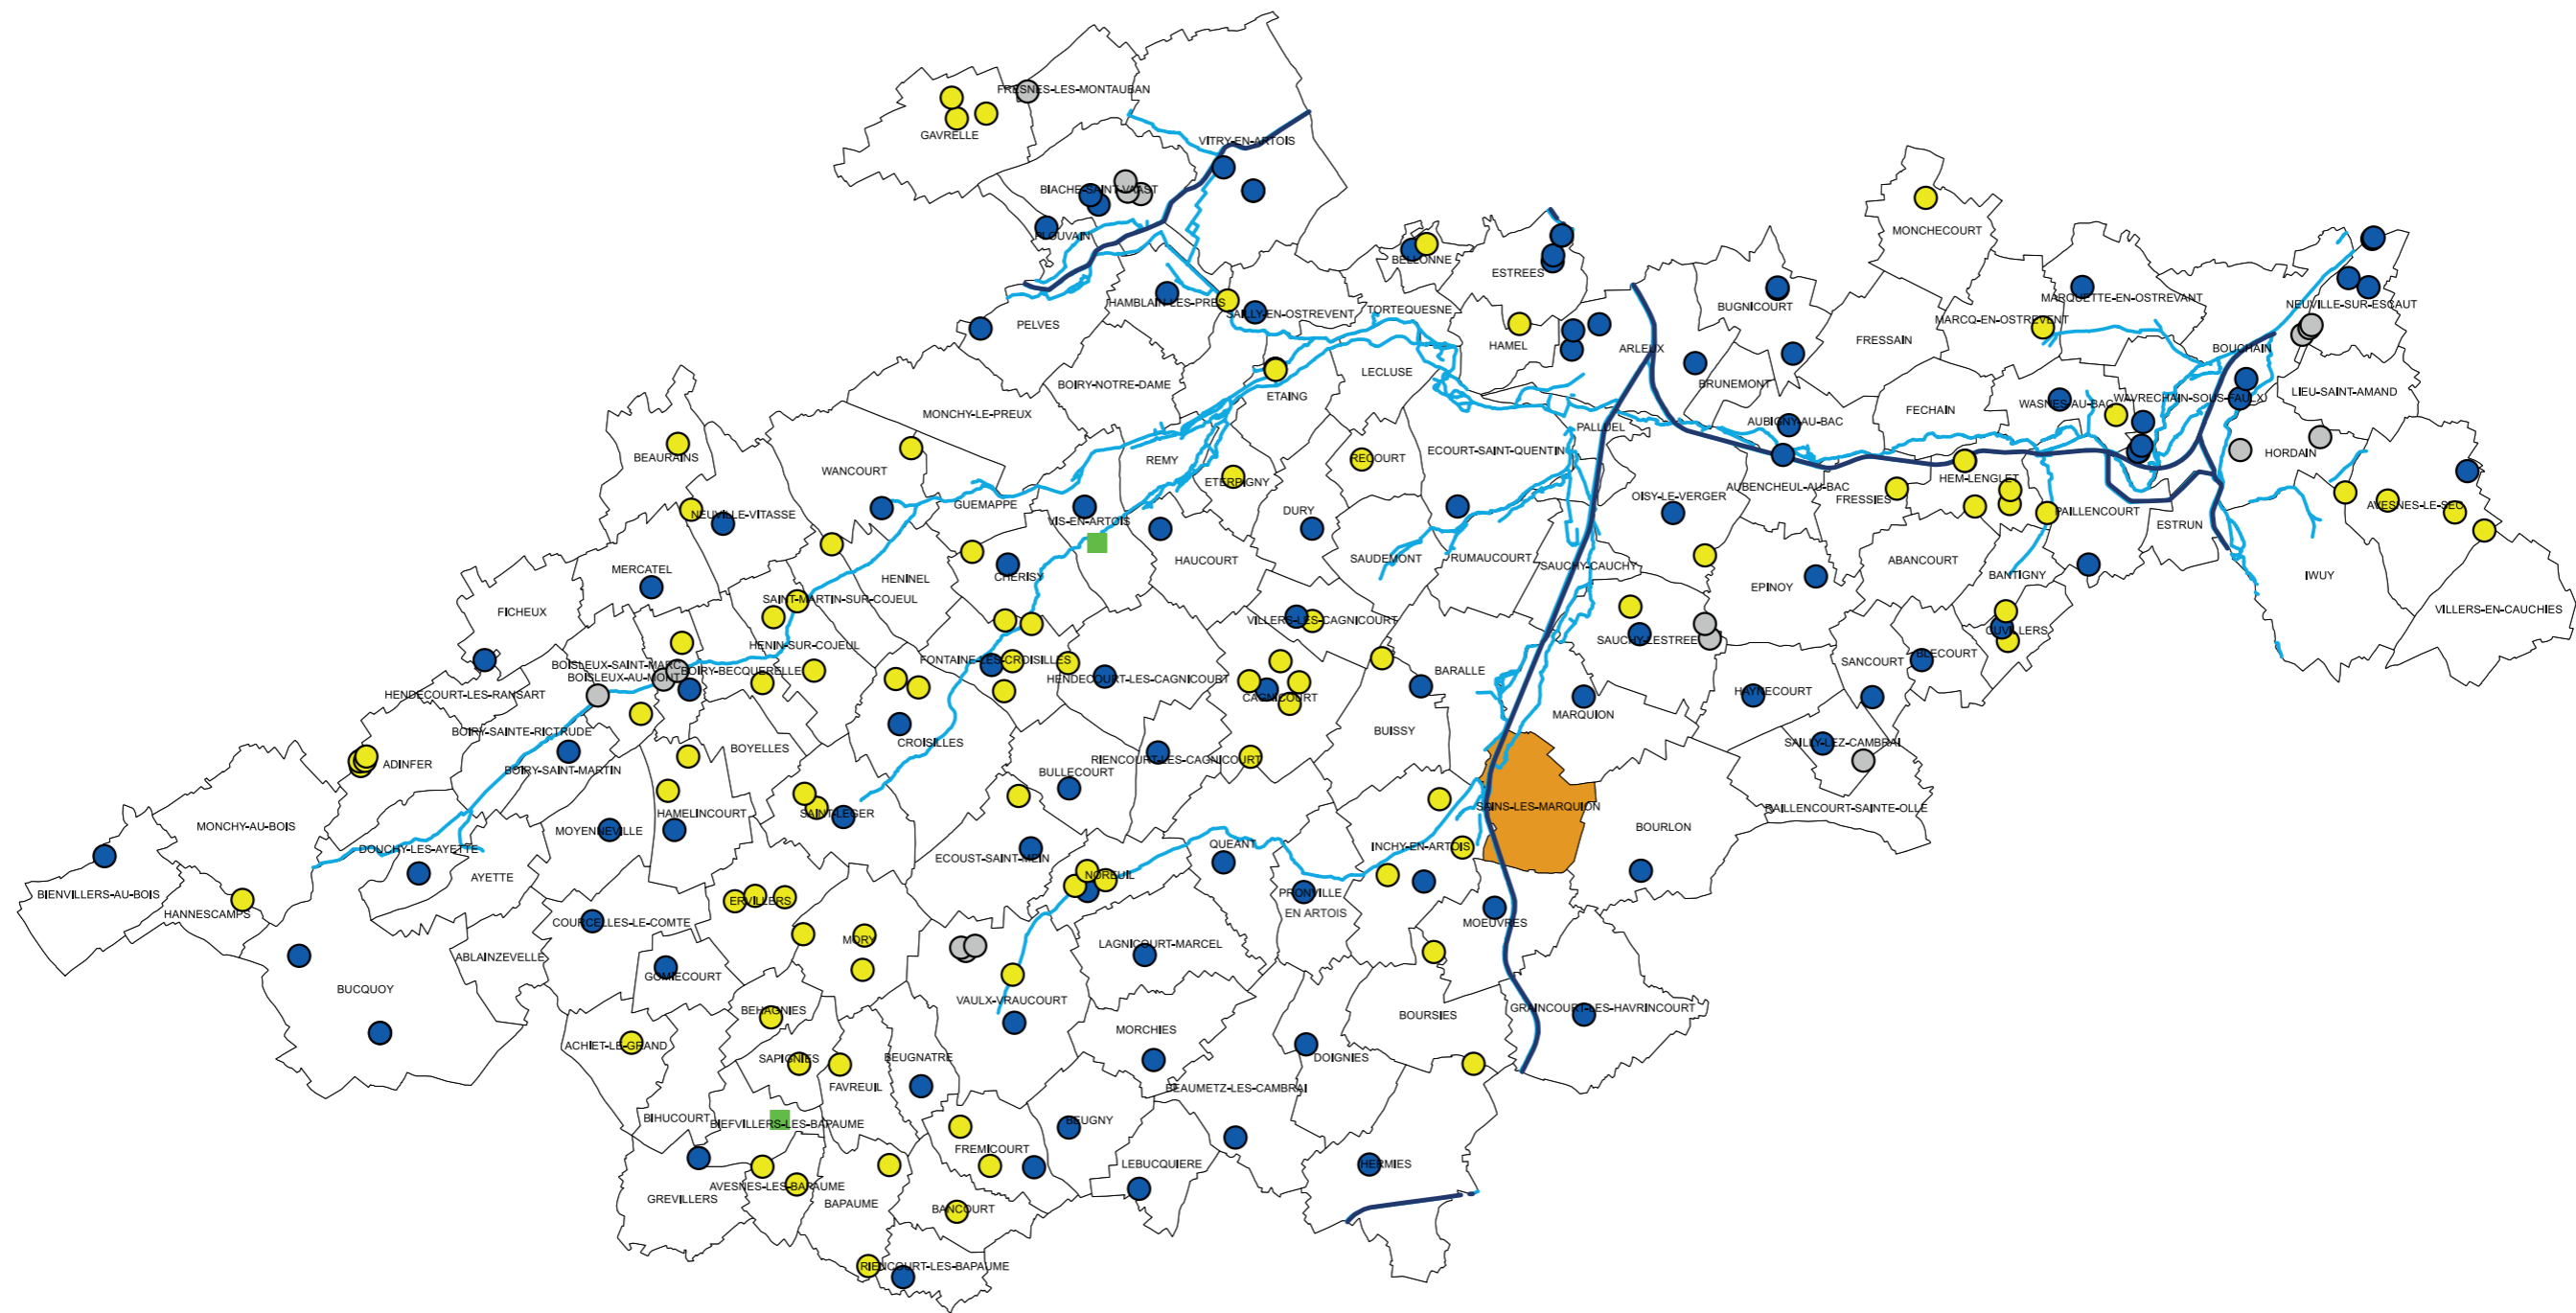 FRESNES-LES-MONTAUBAN
GAVRELLE
VITRY-EN-ARTOIS
BIACHE-SAINT-VAAST
PLOUVAIN
MONCHECOURT
BELLONNE
ESTREES
HAMBLAIN-LES-PRES
SAILLY-EN-OSTREVENT
TORTEQUESNE
PELVES
HAMEL
ARLEUX
BUGNICOURT
FRESSAIN
MARCQ-EN-OSTREVENT
MARQUETTE-EN-OSTREVANT
NEUVILLE-SUR-ESCAUT
BOUCHAIN
BOIRY-NOTRE-DAME
ETAING
LECLUSE
BRUNEMONT
LIEU-SAINT-AMAND
MONCHY-LE-PREUX
FECHAIN
WASNES-AU-BAC
WAVRECHAIN-SOUS-FAULX
AUBIGNY-AU-BAC
PALLUEL
BEAURAINS
WANCOURT
REMY
RECOURT
ECOURT-SAINT-QUENTIN
HORDAIN
ETERPIGNY
HEM-LENGLET
AUBENCHEUL-AU-BAC
OISY-LE-VERGER
FRESSIES
GUEMAPPE
NEUVILLE-VITASSE
VIS-EN-ARTOIS
DURY
PAILLENCOURT
ESTRUN
AVESNES-LE-SEC
HAUCOURT
SAUDEMONT
RUMAUCOURT
SAUCHY-CAUCHY
ABANCOURT
MERCATEL
HENINEL
CHERISY
EPINOY
BANTIGNY
IWUY
FICHEUX
SAINT-MARTIN-SUR-COJEUL
VILLERS-EN-CAUCHIES
VILLERS-LES-CAGNICOURT
CUVILLERS
SAUCHY-LESTREE
HENIN-SUR-COJEUL
BLECOURT
BOISLEUX-SAINT-MARC
FONTAINE-LES-CROISILLES
SANCOURT
BOISLEUX-AU-MONT
BOIRY-BECQUERELLE
HENDECOURT-LES-CAGNICOURT
BARALLE
HENDECOURT-LES-RANSART
CAGNICOURT
HAYNECOURT
MARQUION
BOIRY-SAINTE-RICTRUDE
BUISSY
BOYELLES
CROISILLES
SAILLY-LEZ-CAMBRAI
ADINFER
BOIRY-SAINT-MARTIN
BULLECOURT
RIENCOURT-LES-CAGNICOURT
SAINS-LES-MARQUION
RAILLENCOURT-SAINTE-OLLE
HAMELINCOURT
SAINT-LEGER
MONCHY-AU-BOIS
MOYENNEVILLE
BOURLON
DOUCHY-LES-AYETTE
ECOUST-SAINT-MEIN
QUEANT
INCHY-EN-ARTOIS
AYETTE
NOREUIL
BIENVILLERS-AU-BOIS
PRONVILLE
EN ARTOIS
HANNESCAMPS
ERVILLERS
COURCELLES-LE-COMTE
MOEUVRES
MORY
LAGNICOURT-MARCEL
ABLAINZEVELLE
GOMIECOURT
BUCQUOY
VAULX-VRAUCOURT
GRAINCOURT-LES-HAVRINCOURT
BEHAGNIES
BOURSIES
MORCHIES
ACHIET-LE-GRAND
SAPIGNIES
BEUGNATRE
DOIGNIES
FAVREUIL
BEAUMETZ-LES-CAMBRAI
BIHUCOURT
BIEFVILLERS-LES-BAPAUME
BEUGNY
FREMICOURT
LEBUCQUIERE
HERMIES
AVESNES-LES-BAPAUME
GREVILLERS
BAPAUME
BANCOURT
RIENCOURT-LES-BAPAUME